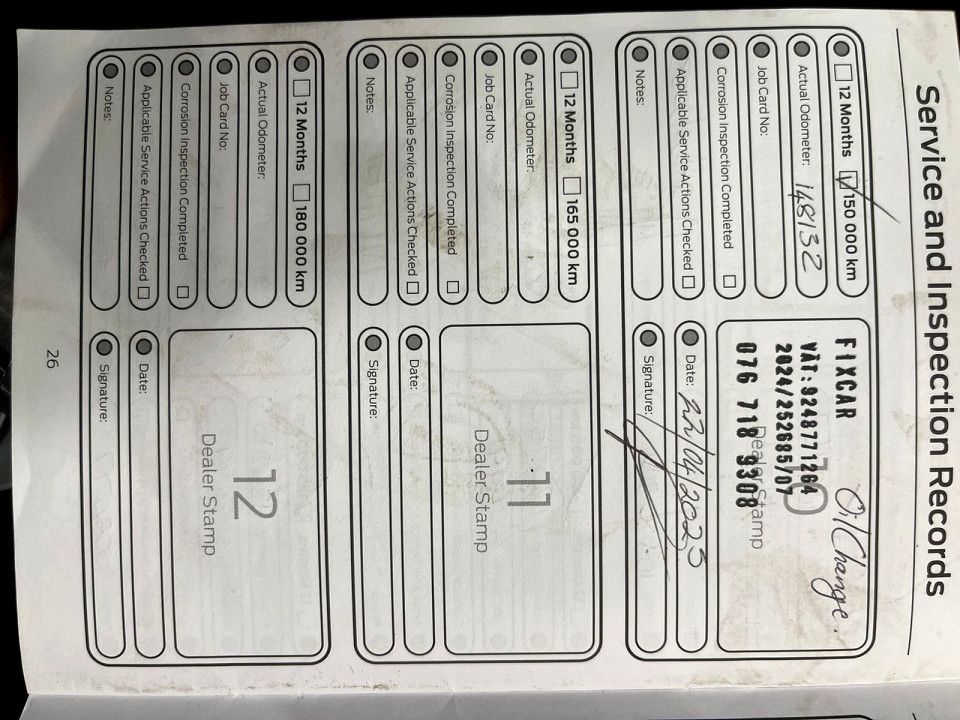 Service and Inspection Records
12 Months 150 000 km
Actual Odometer: 148132
Job Card No:
Corrosion Inspection Completed
Applicable Service Actions Checked
Notes:
Oil Change.
FIXCAR
VAT:9248771264
2024/252685/07
076 718 9308
10
Dealer Stamp
Date: 22/04/2023
Signature:
12 Months 165 000 km
Actual Odometer:
Job Card No:
Corrosion Inspection Completed
Applicable Service Actions Checked
Notes:
11
Dealer Stamp
Date:
Signature:
12 Months 180 000 km
Actual Odometer:
Job Card No:
Corrosion Inspection Completed
Applicable Service Actions Checked
Notes:
12
Dealer Stamp
Date:
Signature:
26